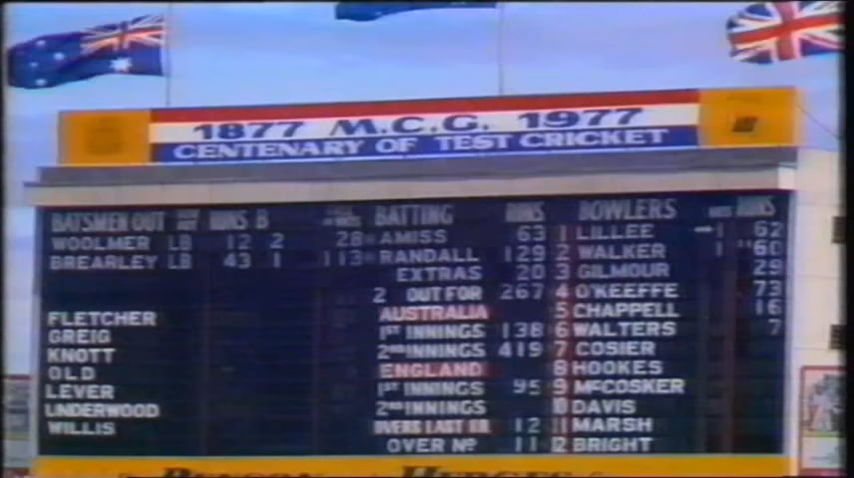 1877 M.C.G. 1977
CENTENARY OF TEST CRICKET
BATSMEN OUT RUNS B BATTING RUNS BOWLERS RUNS
WOOLMER LB 12 2 28 AMISS 63 1 LILLEE 1 62
BREARLEY LB 43 1 113 RANDALL 129 2 WALKER 1 60
EXTRAS 20 3 GILMOUR 29
2 OUT FOR 267 4 O'KEEFFE 73
FLETCHER AUSTRALIA 5 CHAPPELL 16
GREIG 1ST INNINGS 138 6 WALTERS 7
KNOTT 2ND INNINGS 419 7 COSIER
OLD ENGLAND 8 HOOKES
LEVER 1ST INNINGS 95 9 McCOSKER
UNDERWOOD 2ND INNINGS 10 DAVIS
WILLIS OVERS LAST HR 12 11 MARSH
OVER Nº 11 12 BRIGHT
BENSON HEDGES